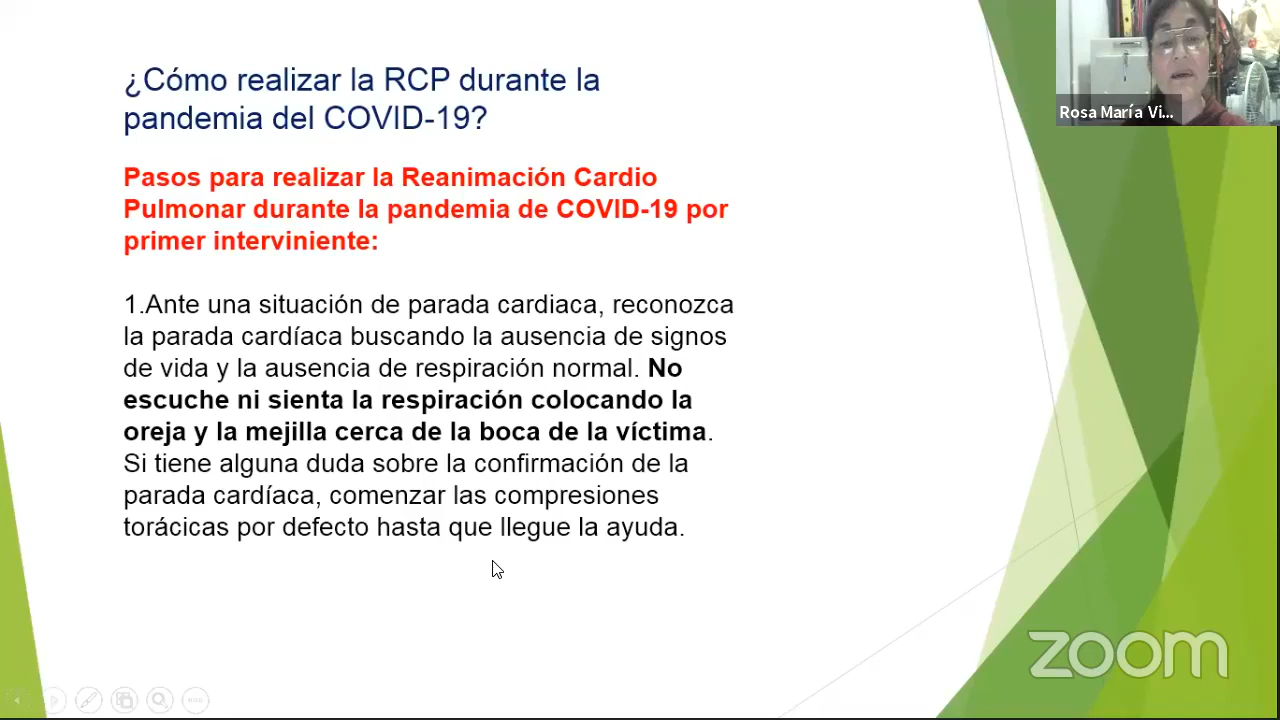 ¿Cómo realizar la RCP durante la
pandemia del COVID-19?
Pasos para realizar la Reanimación Cardio
Pulmonar durante la pandemia de COVID-19 por
primer interviniente:
1.Ante una situación de parada cardiaca, reconozca
la parada cardíaca buscando la ausencia de signos
de vida y la ausencia de respiración normal. No
escuche ni sienta la respiración colocando la
oreja y la mejilla cerca de la boca de la víctima.
Si tiene alguna duda sobre la confirmación de la
parada cardíaca, comenzar las compresiones
torácicas por defecto hasta que llegue la ayuda.
Rosa María Vi...
zoom